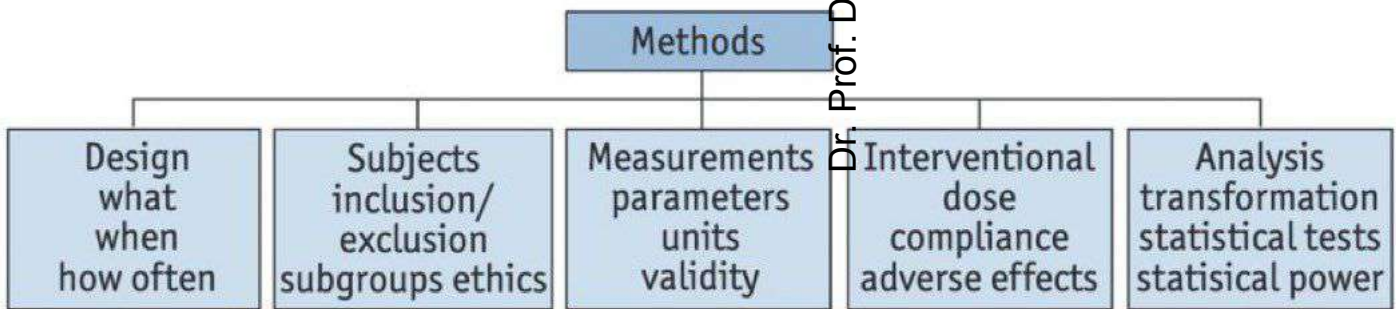 Methods
Dr. Prof. D
Design
what
when
how often
Subjects
inclusion/
exclusion
subgroups ethics
Measurements
parameters
units
validity
Interventional
dose
compliance
adverse effects
Analysis
transformation
statistical tests
statisical power